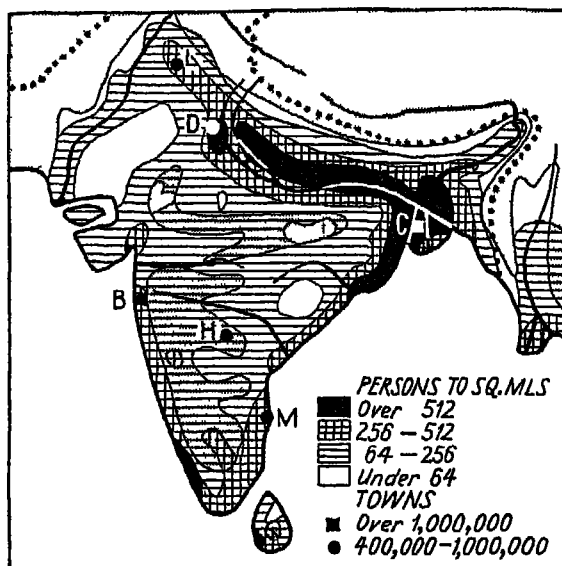 L
D
C
B
H
M
PERSONS TO SQ.MLS
Over 512
256 – 512
64 – 256
Under 64
TOWNS
Over 1,000,000
400,000–1,000,000